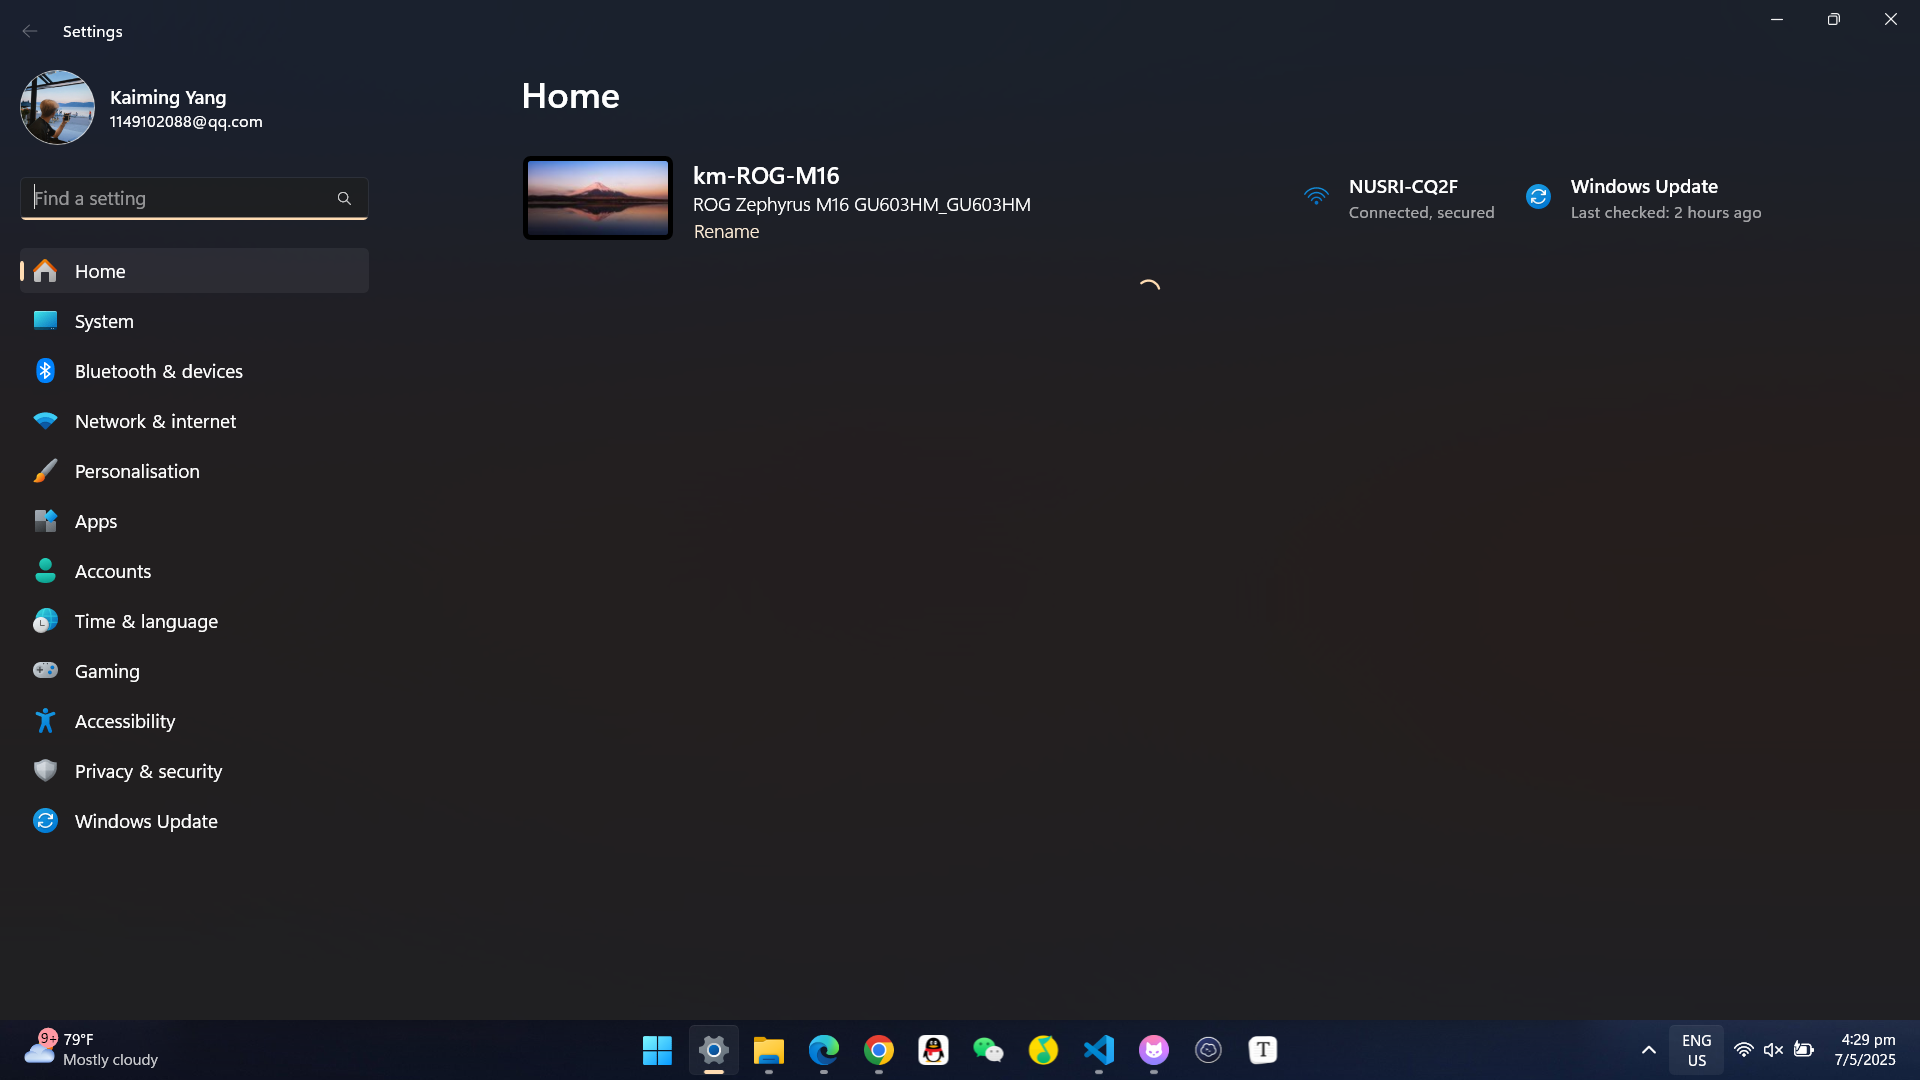 Settings
Kaiming Yang
1149102088@qq.com
Find a setting
Home
System
Bluetooth & devices
Network & internet
Personalisation
Apps
Accounts
Time & language
Gaming
Accessibility
Privacy & security
Windows Update
Home
km-ROG-M16
ROG Zephyrus M16 GU603HM_GU603HM
Rename
NUSRI-CQ2F
Connected, secured
Windows Update
Last checked: 2 hours ago
9+
79°F
Mostly cloudy
T
ENG
US
4:29 pm
7/5/2025